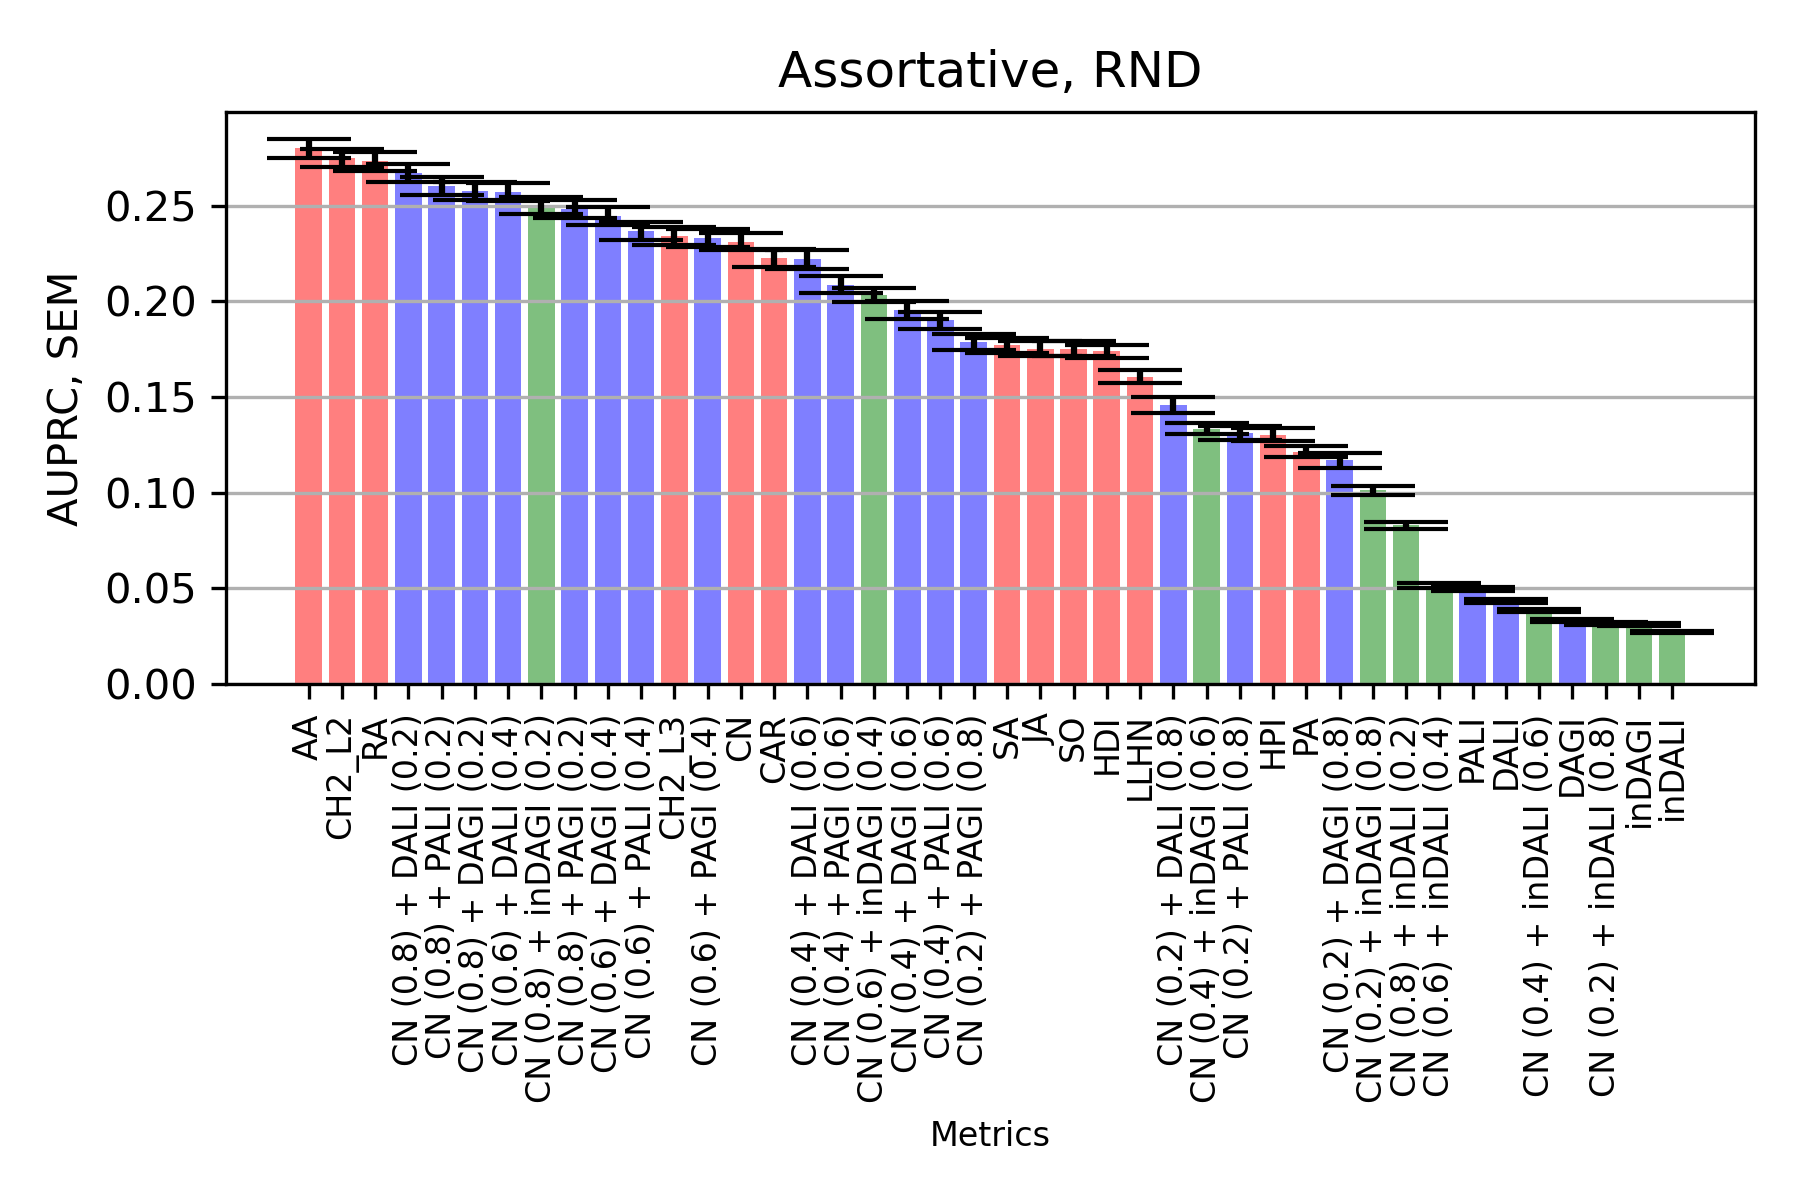 Assortative, RND
AUPRC, SEM
0.25
0.20
0.15
0.10
0.05
0.00
AA
CH2_L2
RA
CN (0.8) + DALI (0.2)
CN (0.8) + PALI (0.2)
CN (0.8) + DAGI (0.2)
CN (0.6) + DALI (0.4)
CN (0.8) + inDAGI (0.2)
CN (0.8) + PAGI (0.2)
CN (0.6) + DAGI (0.4)
CN (0.6) + PALI (0.4)
CH2_L3
CN (0.6) + PAGI (0.4)
CN
CAR
CN (0.4) + DALI (0.6)
CN (0.4) + PAGI (0.6)
CN (0.6) + inDAGI (0.4)
CN (0.4) + DAGI (0.6)
CN (0.4) + PALI (0.6)
CN (0.2) + PAGI (0.8)
SA
JA
SO
HDI
LLHN
CN (0.2) + DALI (0.8)
CN (0.4) + inDAGI (0.6)
CN (0.2) + PALI (0.8)
HPI
PA
CN (0.2) + DAGI (0.8)
CN (0.2) + inDAGI (0.8)
CN (0.8) + inDALI (0.2)
CN (0.6) + inDALI (0.4)
PALI
DALI
CN (0.4) + inDALI (0.6)
DAGI
CN (0.2) + inDALI (0.8)
inDAGI
inDALI
Metrics